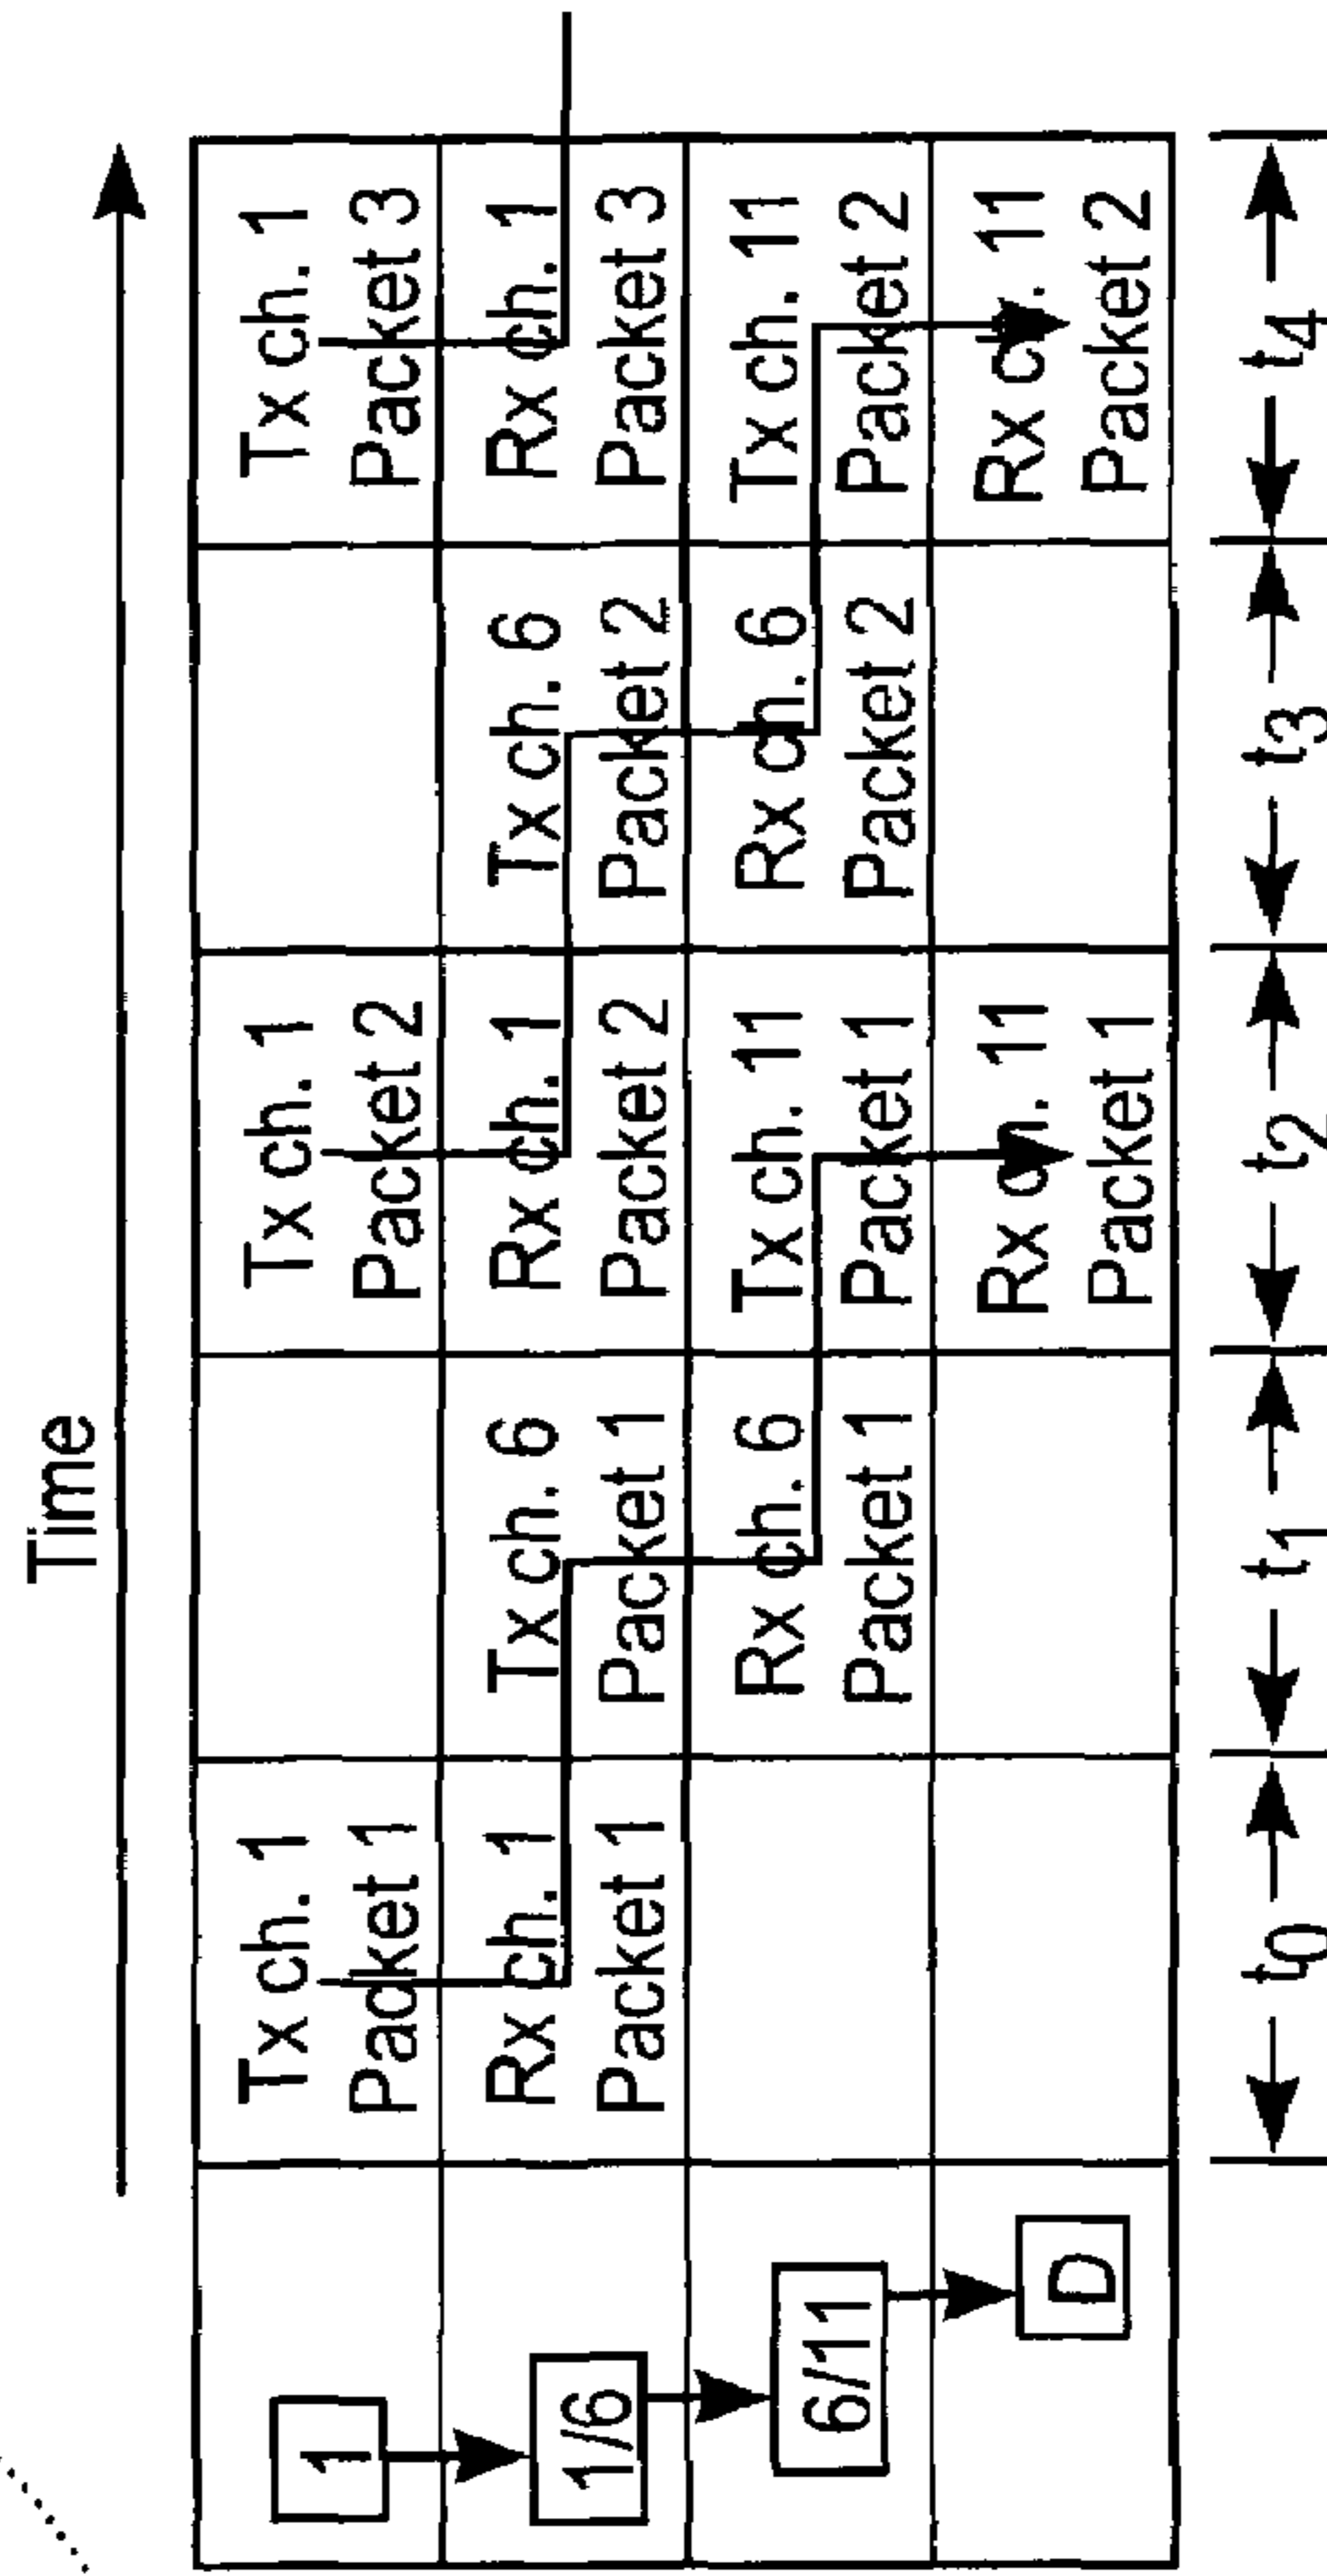 Time
1
Tx ch. 1
Packet 1
Tx ch. 1
Packet 2
Tx ch. 1
Packet 3
1/6
Rx ch. 1
Packet 1
Tx ch. 6
Packet 1
Rx ch. 1
Packet 2
Tx ch. 6
Packet 2
Rx ch. 1
Packet 3
6/11
Rx ch. 6
Packet 1
Tx ch. 11
Packet 1
Rx ch. 6
Packet 2
Tx ch. 11
Packet 2
D
Rx ch. 11
Packet 1
Rx ch. 11
Packet 2
t0
t1
t2
t3
t4